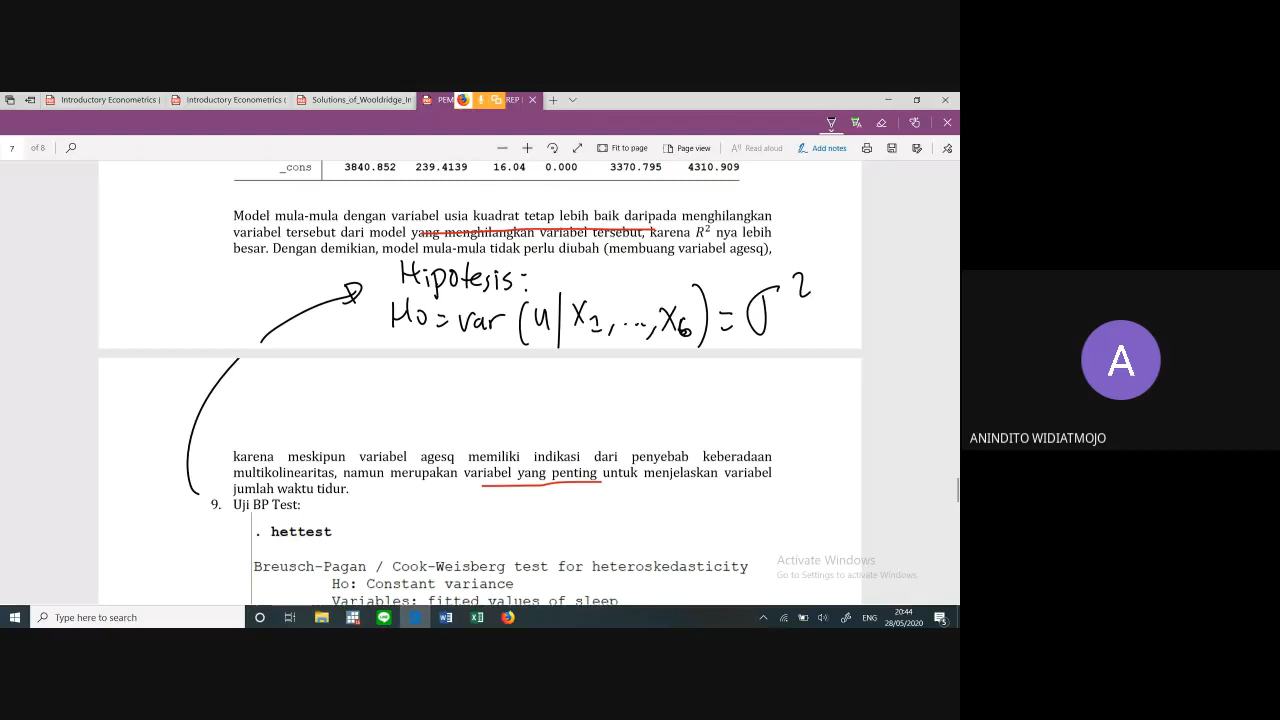 Introductory Econometrics (
Introductory Econometrics (
Solutions_of_Wooldridge_In
PEM
REP
7 of 8
Fit to page
Page view
Read aloud
Add notes
_cons 3840.852 239.4139 16.04 0.000 3370.795 4310.909
Model mula-mula dengan variabel usia kuadrat tetap lebih baik daripada menghilangkan
variabel tersebut dari model yang menghilangkan variabel tersebut, karena R² nya lebih
besar. Dengan demikian, model mula-mula tidak perlu diubah (membuang variabel agesq),
Hipotesis:
Ho = var (u | x1, ..., x6) = σ²
karena meskipun variabel agesq memiliki indikasi dari penyebab keberadaan
multikolinearitas, namun merupakan variabel yang penting untuk menjelaskan variabel
jumlah waktu tidur.
9. Uji BP Test:
. hettest
Breusch-Pagan / Cook-Weisberg test for heteroskedasticity
Ho: Constant variance
Variables: fitted values of sleep
Activate Windows
Go to Settings to activate Windows.
Type here to search
ENG
20:44
28/05/2020
A
ANINDITO WIDIATMOJO